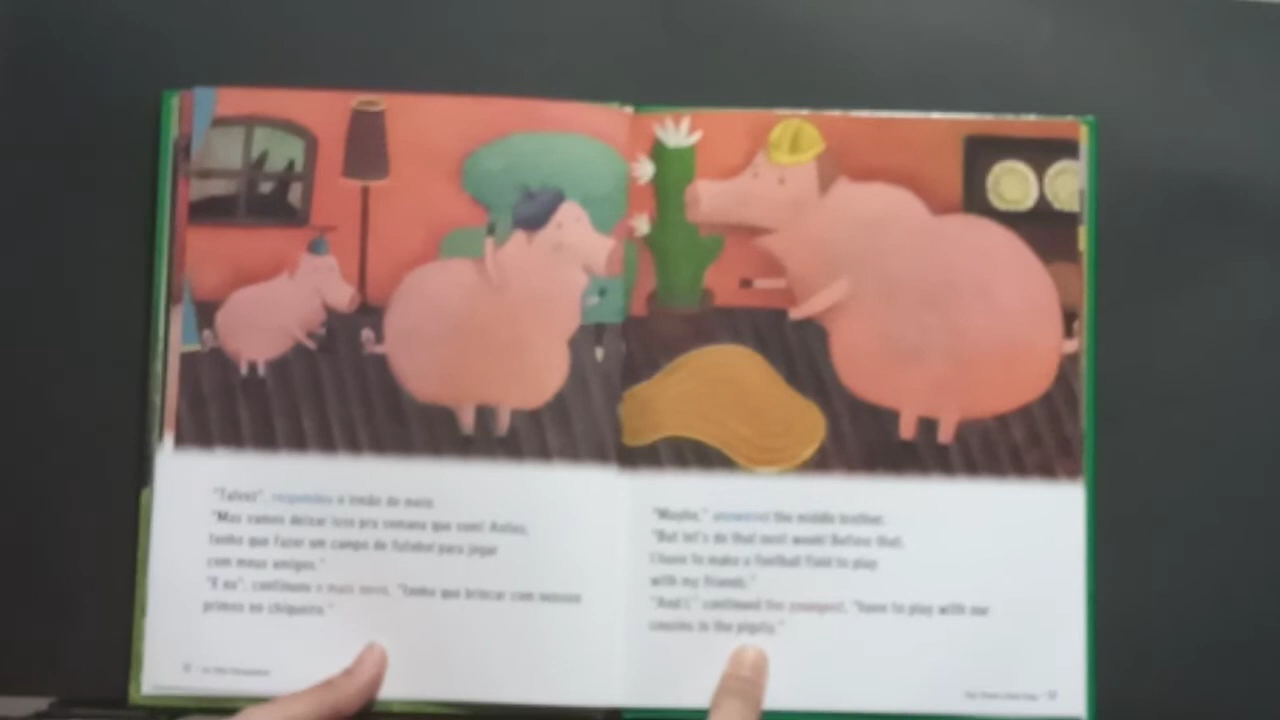 "Talvez", respondeu o irmão do meio.
"Mas vamos deixar isso pra semana que vem! Antes,
tenho que fazer um campo de futebol para jogar
com meus amigos."
"E eu", continuou o mais novo, "tenho que brincar com nossos
primos no chiqueiro."
"Maybe," answered the middle brother.
"But let's do that next week! Before that,
I have to make a football field to play
with my friends."
"And I," continued the youngest, "have to play with our
cousins in the pigsty."